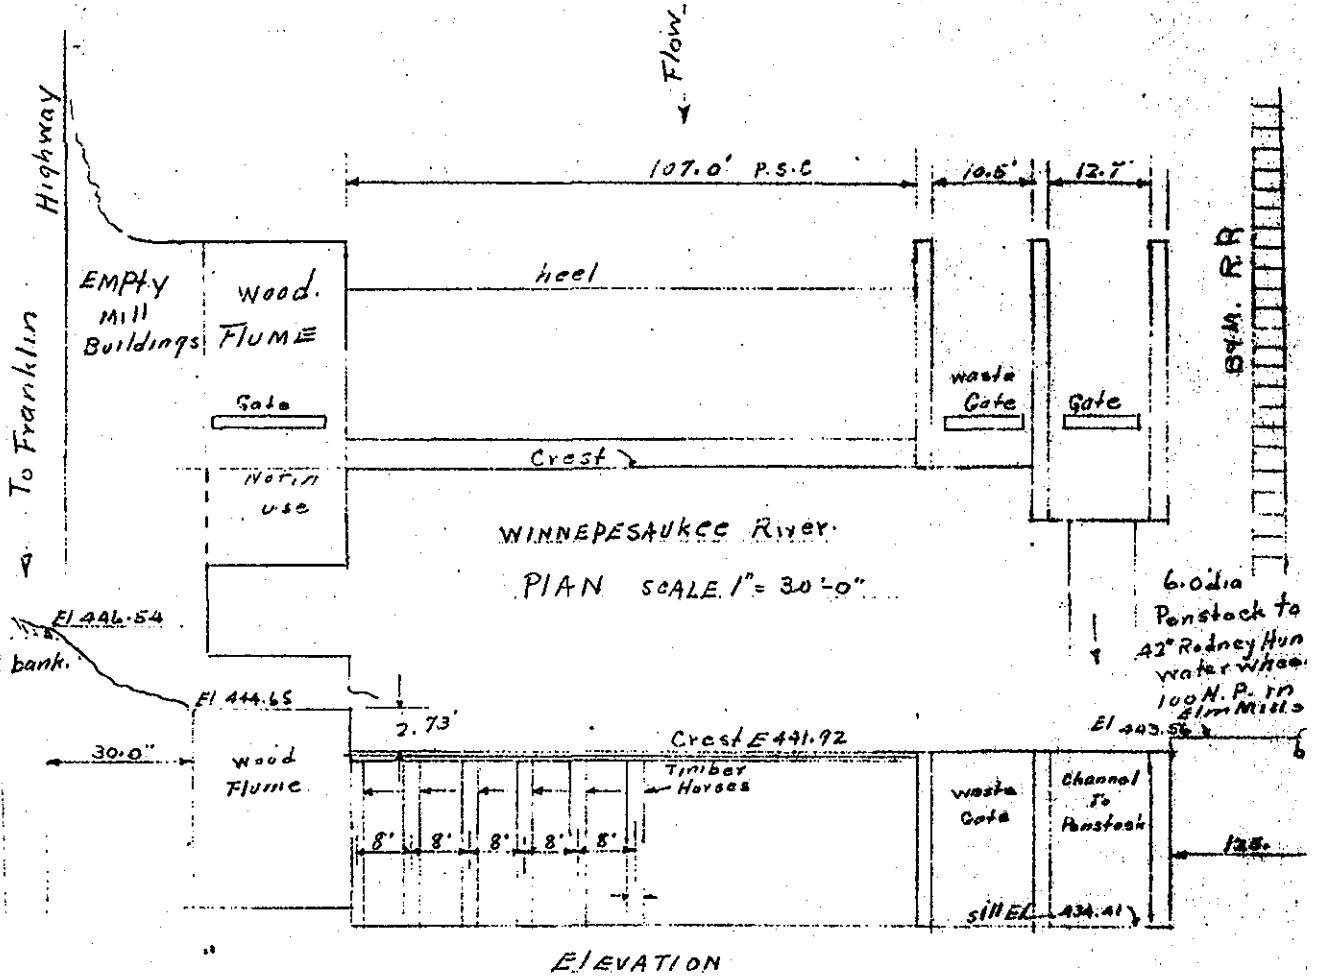 Flow
Highway
To Franklin
107.0' P.S.C
10.5'
12.7'
B&M. R.R
heel
EMPty
Mill
Buildings
Wood.
FLUME
Gate
Not in
use
waste
Gate
Gate
Crest
WINNEPESAUKEE River.
PlAN SCALE 1" = 30'-0"
6.0'dia
Penstock to
42" Rodney Hun
water whee
100 H.P. in
Elm Mills
El 446.54
bank.
El 444.65
2.73'
Crest E 441.92
El 443.56
30.0"
wood
Flume
Timber
Horses
8' 8' 8' 8' 8'
waste
Gate
Channel
To
Penstock
125.
sill EL 434.41
ElEVATION